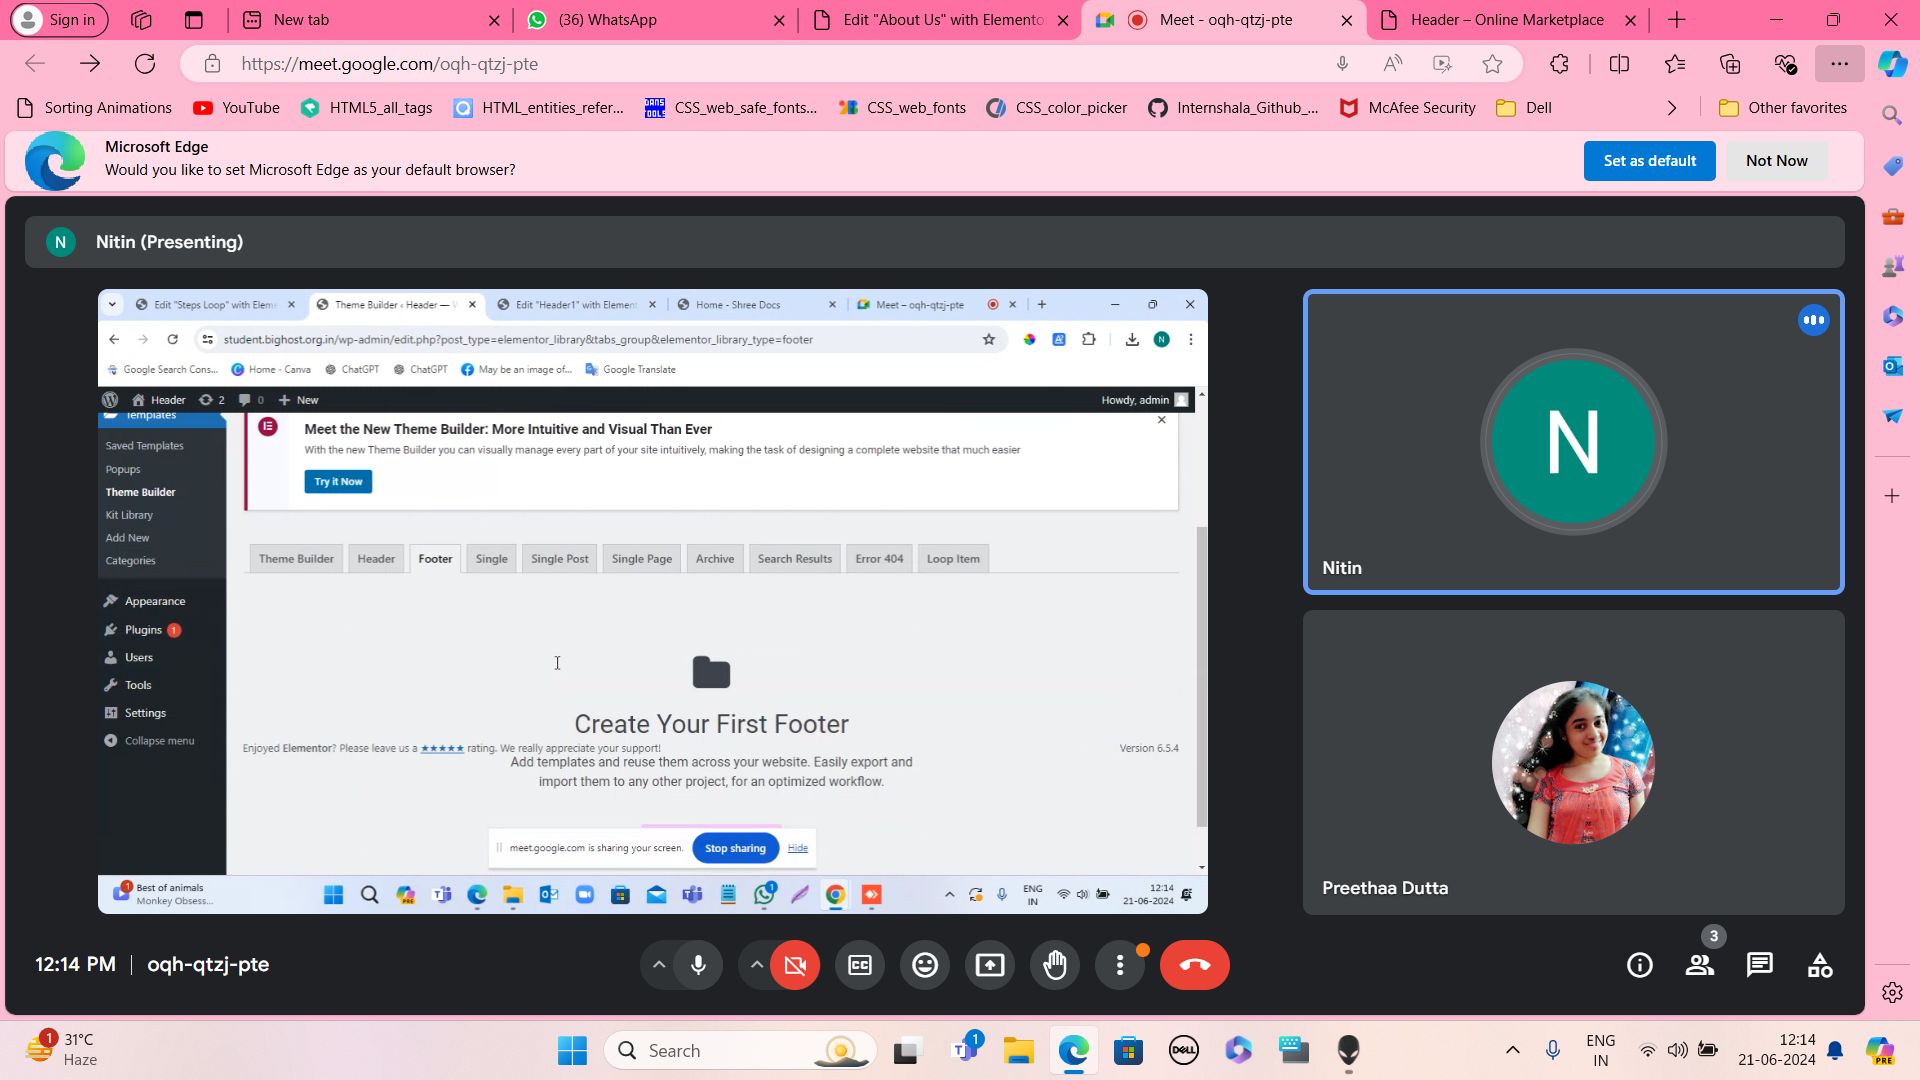 Sign in
New tab
(36) WhatsApp
Edit "About Us" with Elemento
Meet - oqh-qtzj-pte
Header – Online Marketplace
https://meet.google.com/oqh-qtzj-pte
Sorting Animations
YouTube
HTML5_all_tags
HTML_entities_refer...
CSS_web_safe_fonts...
CSS_web_fonts
CSS_color_picker
Internshala_Github_...
McAfee Security
Dell
Other favorites
Microsoft Edge
Would you like to set Microsoft Edge as your default browser?
Set as default
Not Now
N
Nitin (Presenting)
Edit "Steps Loop" with Elem
Theme Builder ‹ Header —
Edit "Header1" with Element
Home - Shree Docs
Meet – oqh-qtzj-pte
student.bighost.org.in/wp-admin/edit.php?post_type=elementor_library&tabs_group&elementor_library_type=footer
N
Google Search Cons...
Home - Canva
ChatGPT
ChatGPT
May be an image of...
Google Translate
Header
2
0
New
Howdy, admin
Templates
Saved Templates
Popups
Theme Builder
Kit Library
Add New
Categories
Appearance
Plugins 1
Users
Tools
Settings
Collapse menu
Meet the New Theme Builder: More Intuitive and Visual Than Ever
With the new Theme Builder you can visually manage every part of your site intuitively, making the task of designing a complete website that much easier
Try it Now
Theme Builder
Header
Footer
Single
Single Post
Single Page
Archive
Search Results
Error 404
Loop Item
Create Your First Footer
Enjoyed Elementor? Please leave us a ★★★★★ rating. We really appreciate your support!
Version 6.5.4
Add templates and reuse them across your website. Easily export and
import them to any other project, for an optimized workflow.
meet.google.com is sharing your screen.
Stop sharing
Hide
1
Best of animals
Monkey Obsess...
PRE
1
ENG
IN
12:14
21-06-2024
N
Nitin
Preethaa Dutta
12:14 PM
oqh-qtzj-pte
CC
3
1
31°C
Haze
Search
1
DELL
ENG
IN
12:14
21-06-2024
PRE